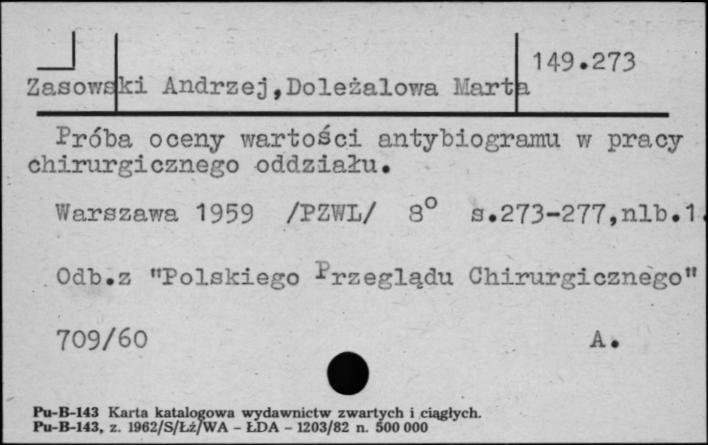 149.273
Zasowski Andrzej,Doleżalowa Marta
Próba oceny wartości antybiogramu w pracy
chirurgicznego oddziału.
Warszawa 1959 /PZWL/ 8° s.273-277,nlb.1.
Odb.z "Polskiego Przeglądu Chirurgicznego"
709/60 A.
Pu-B-143 Karta katalogowa wydawnictw zwartych i ciągłych.
Pu-B-143, z. 1962/S/Łź/WA - ŁDA - 1203/82 n. 500 000